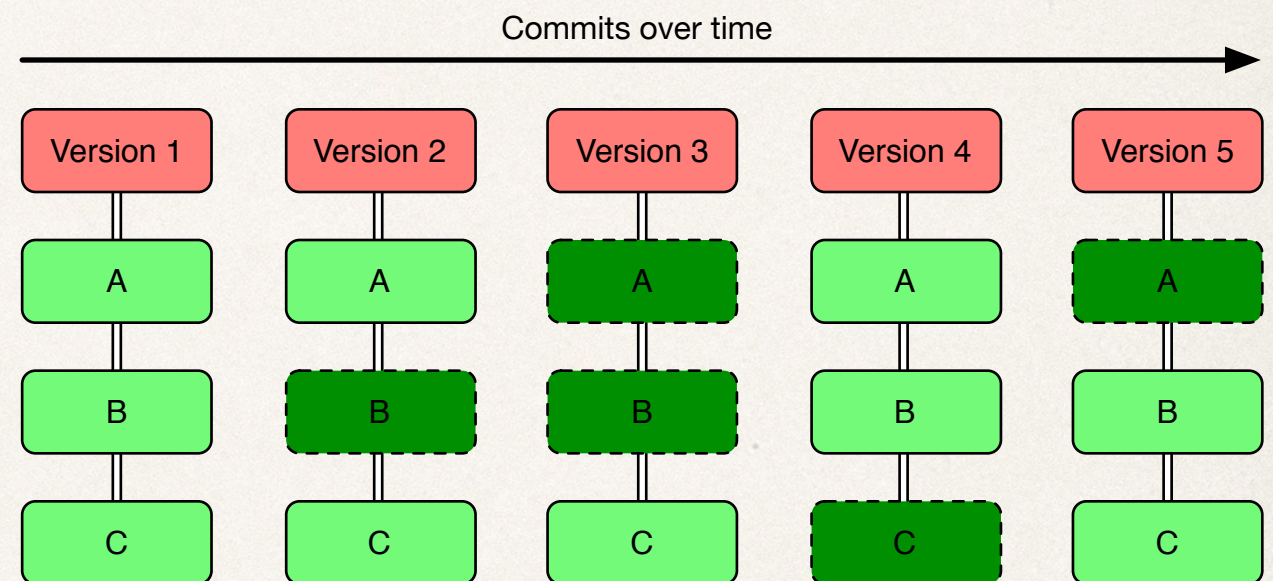 Commits over time
Version 1 Version 2 Version 3 Version 4 Version 5
A A A A A
B B B B B
C C C C C